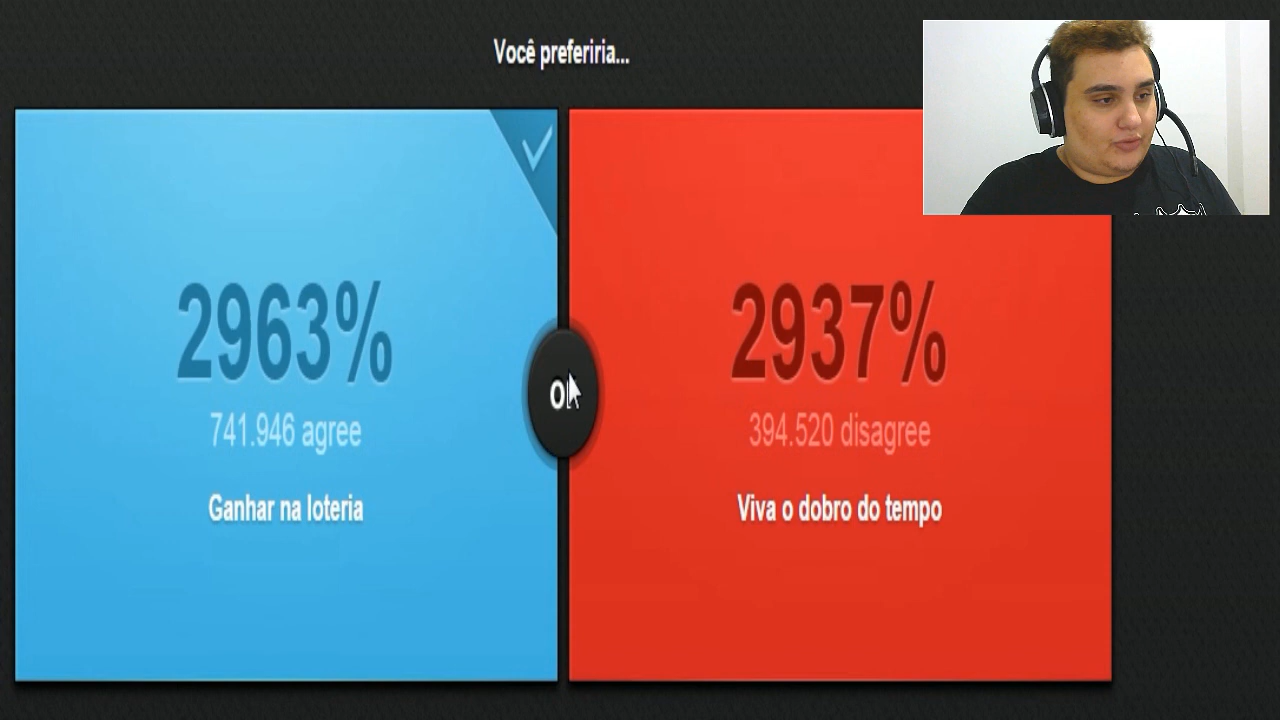 Você preferiria...
2963%
741.946 agree
Ganhar na loteria
2937%
394.520 disagree
Viva o dobro do tempo